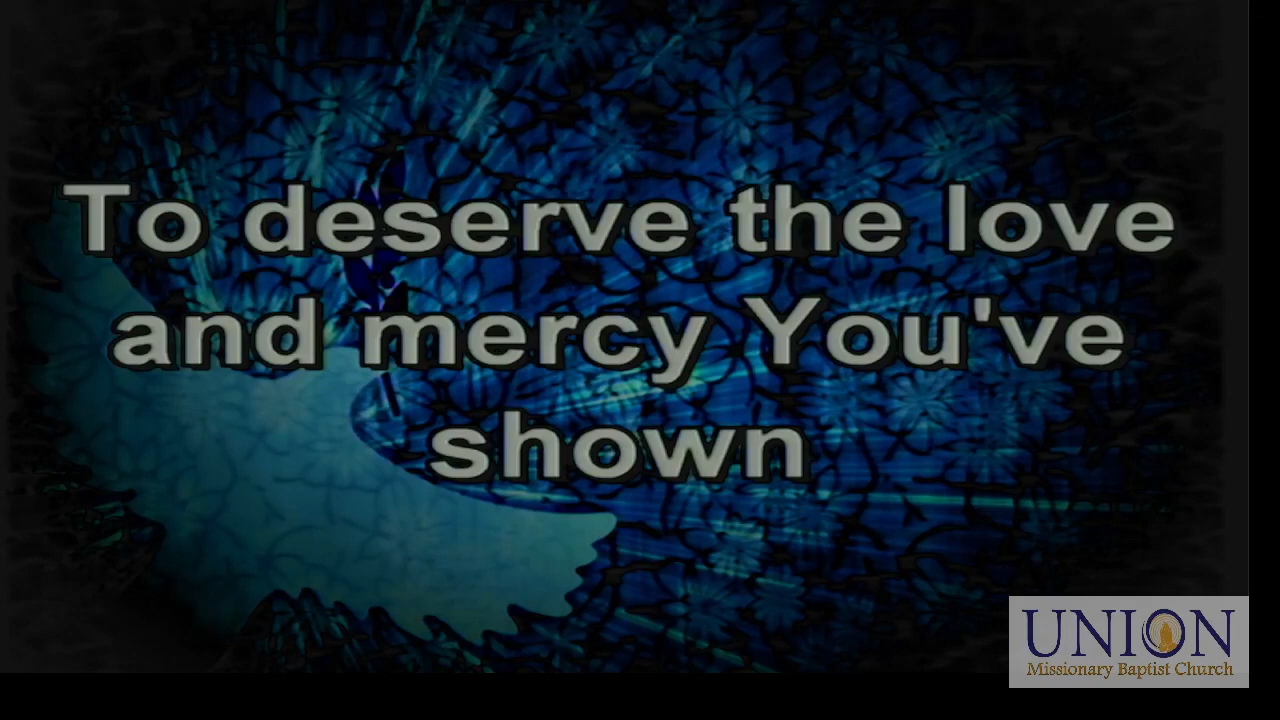 To deserve the love
and mercy You've
shown
UNION
Missionary Baptist Church